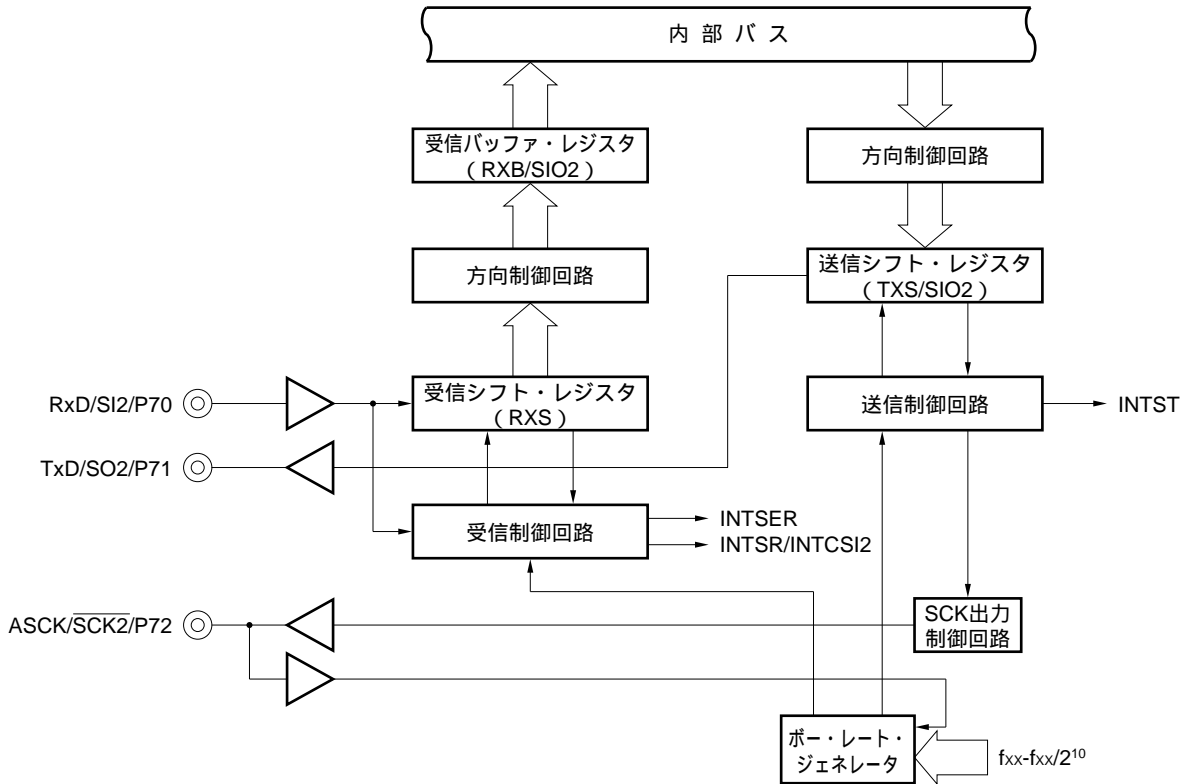 内部バス
受信バッファ・レジスタ
(RXB/SIO2)
方向制御回路
方向制御回路
送信シフト・レジスタ
(TXS/SIO2)
RxD/SI2/P70
受信シフト・レジスタ
(RXS)
送信制御回路
INTST
TxD/SO2/P71
受信制御回路
INTSER
INTSR/INTCSI2
ASCK/SCK2/P72
SCK出力
制御回路
ボー・レート・
ジェネレータ
fxx-fxx/2¹⁰